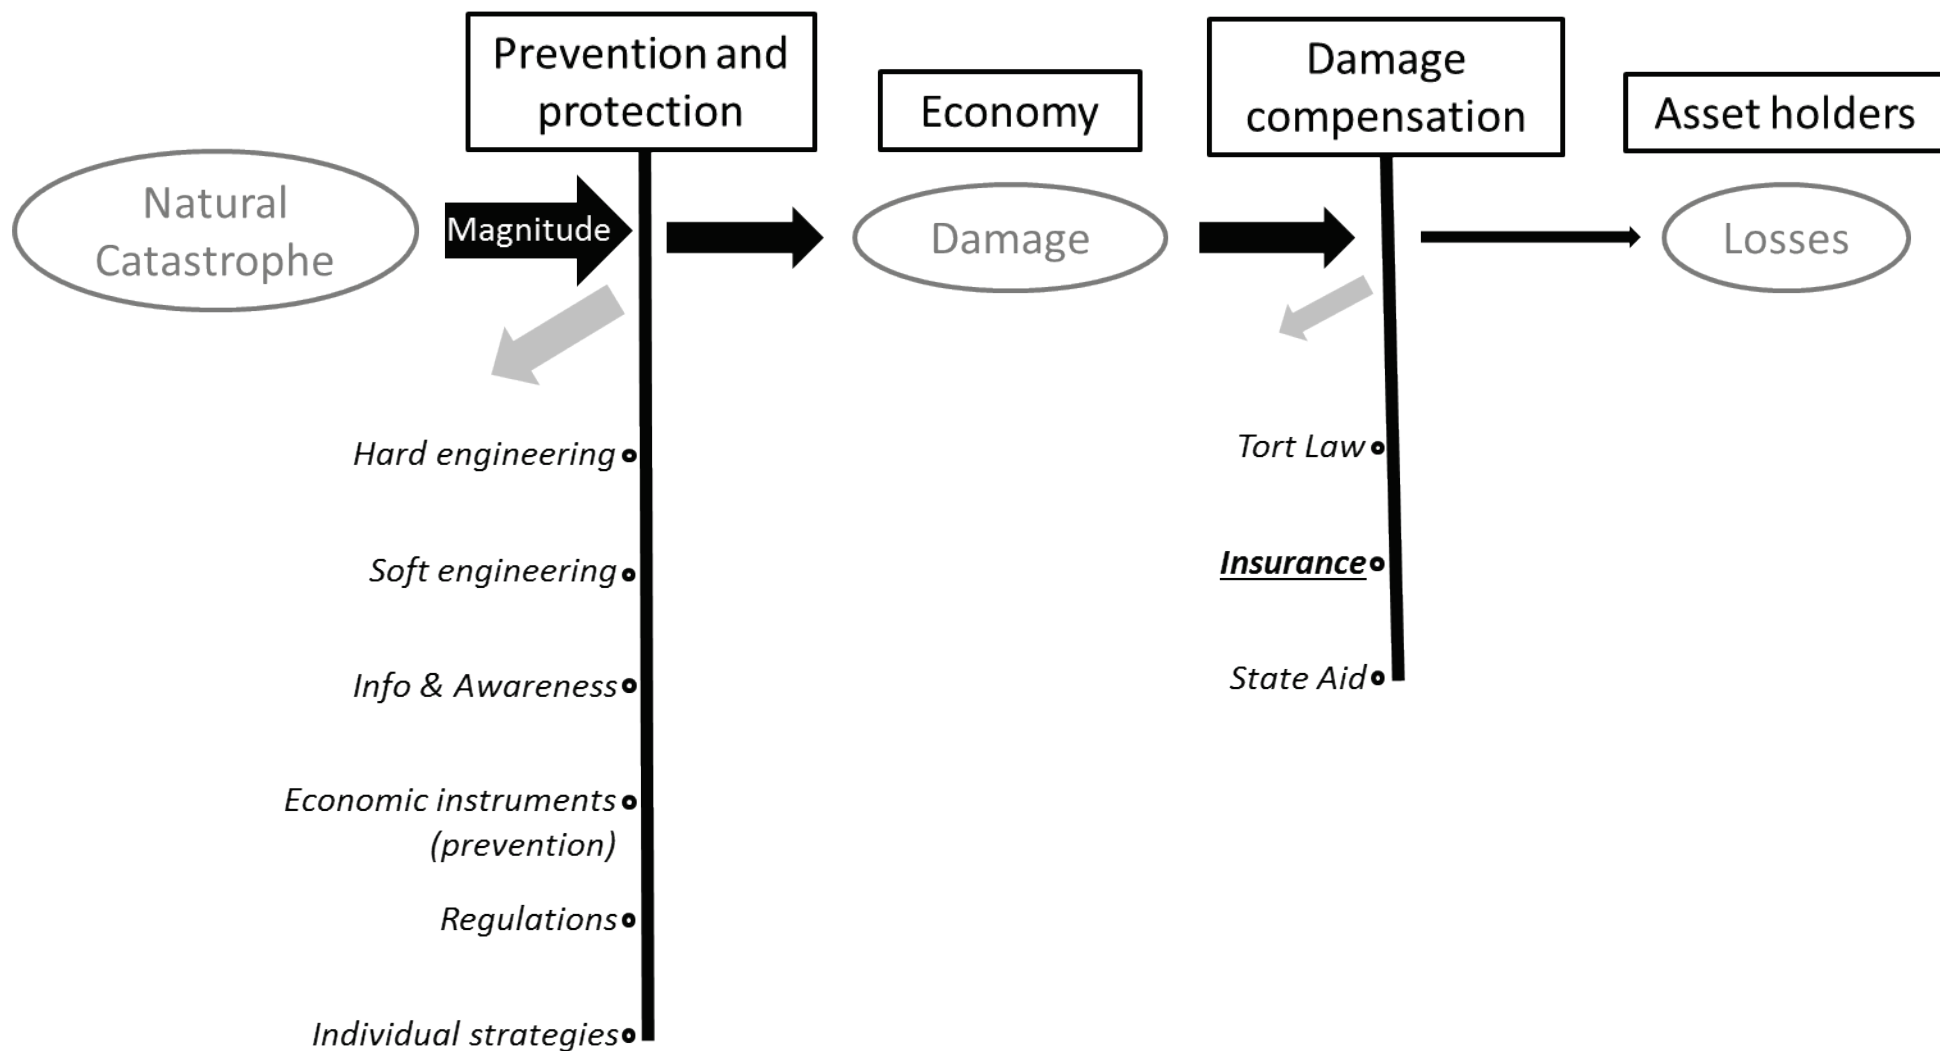 Prevention and
protection
Economy
Damage
compensation
Asset holders
Natural
Catastrophe
Magnitude
Damage
Losses
Hard engineering
Soft engineering
Info & Awareness
Economic instruments
(prevention)
Regulations
Individual strategies
Tort Law
Insurance
State Aid